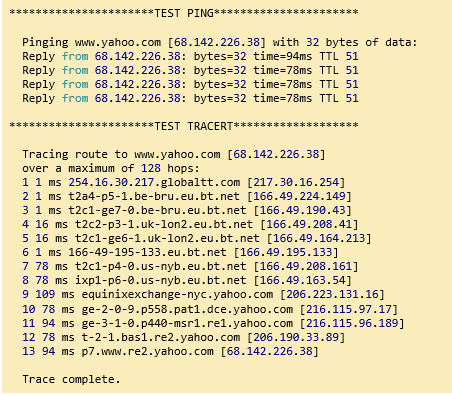 **********************TEST PING**********************
Pinging www.yahoo.com [68.142.226.38] with 32 bytes of data:
Reply from 68.142.226.38: bytes=32 time=94ms TTL 51
Reply from 68.142.226.38: bytes=32 time=78ms TTL 51
Reply from 68.142.226.38: bytes=32 time=78ms TTL 51
Reply from 68.142.226.38: bytes=32 time=78ms TTL 51
**********************TEST TRACERT*******************
Tracing route to www.yahoo.com [68.142.226.38]
over a maximum of 128 hops:
1 1 ms 254.16.30.217.globaltt.com [217.30.16.254]
2 1 ms t2a4-p5-1.be-bru.eu.bt.net [166.49.224.149]
3 1 ms t2c1-ge7-0.be-bru.eu.bt.net [166.49.190.43]
4 16 ms t2c2-p3-1.uk-lon2.eu.bt.net [166.49.208.41]
5 16 ms t2c1-ge6-1.uk-lon2.eu.bt.net [166.49.164.213]
6 1 ms 166-49-195-133.eu.bt.net [166.49.195.133]
7 78 ms t2c1-p4-0.us-nyb.eu.bt.net [166.49.208.161]
8 78 ms ixp1-p6-0.us-nyb.eu.bt.net [166.49.163.54]
9 109 ms equinixexchange-nyc.yahoo.com [206.223.131.16]
10 78 ms ge-2-0-9.p558.pat1.dce.yahoo.com [216.115.97.17]
11 94 ms ge-3-1-0.p440-msr1.re1.yahoo.com [216.115.96.189]
12 78 ms t-2-1.bas1.re2.yahoo.com [206.190.33.89]
13 94 ms p7.www.re2.yahoo.com [68.142.226.38]
Trace complete.